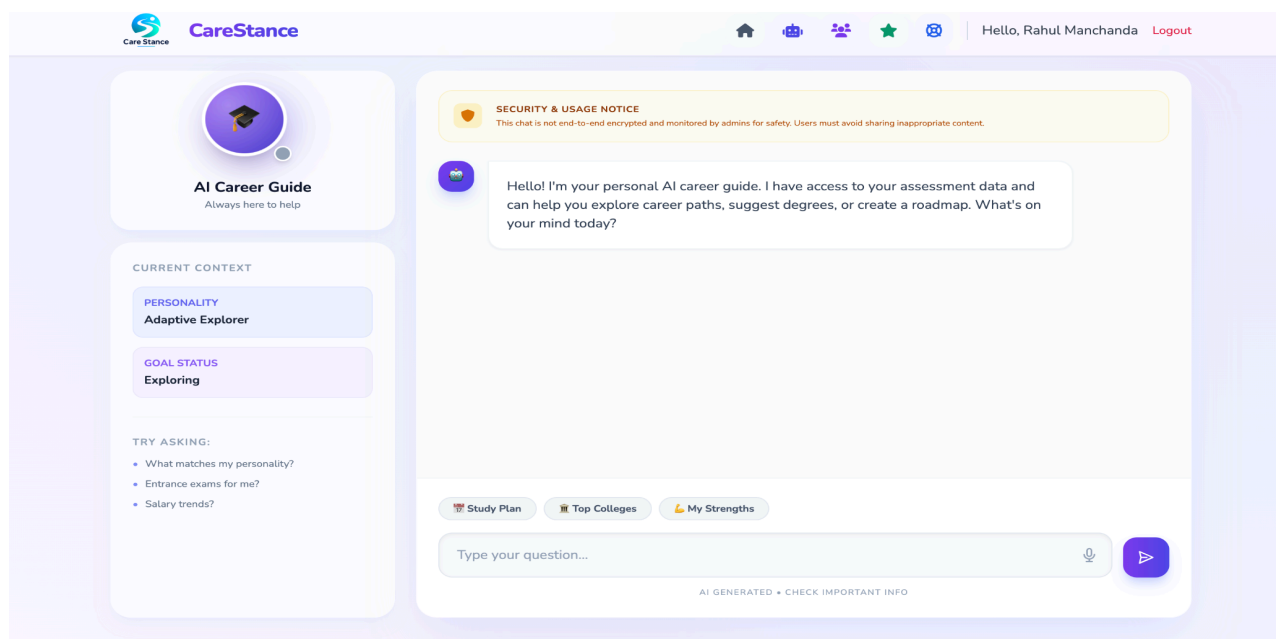 Care Stance
CareStance
Hello, Rahul Manchanda
Logout
AI Career Guide
Always here to help
CURRENT CONTEXT
PERSONALITY
Adaptive Explorer
GOAL STATUS
Exploring
TRY ASKING:
• What matches my personality?
• Entrance exams for me?
• Salary trends?
SECURITY & USAGE NOTICE
This chat is not end-to-end encrypted and monitored by admins for safety. Users must avoid sharing inappropriate content.
Hello! I'm your personal AI career guide. I have access to your assessment data and
can help you explore career paths, suggest degrees, or create a roadmap. What's on
your mind today?
Study Plan
Top Colleges
My Strengths
Type your question...
AI GENERATED • CHECK IMPORTANT INFO